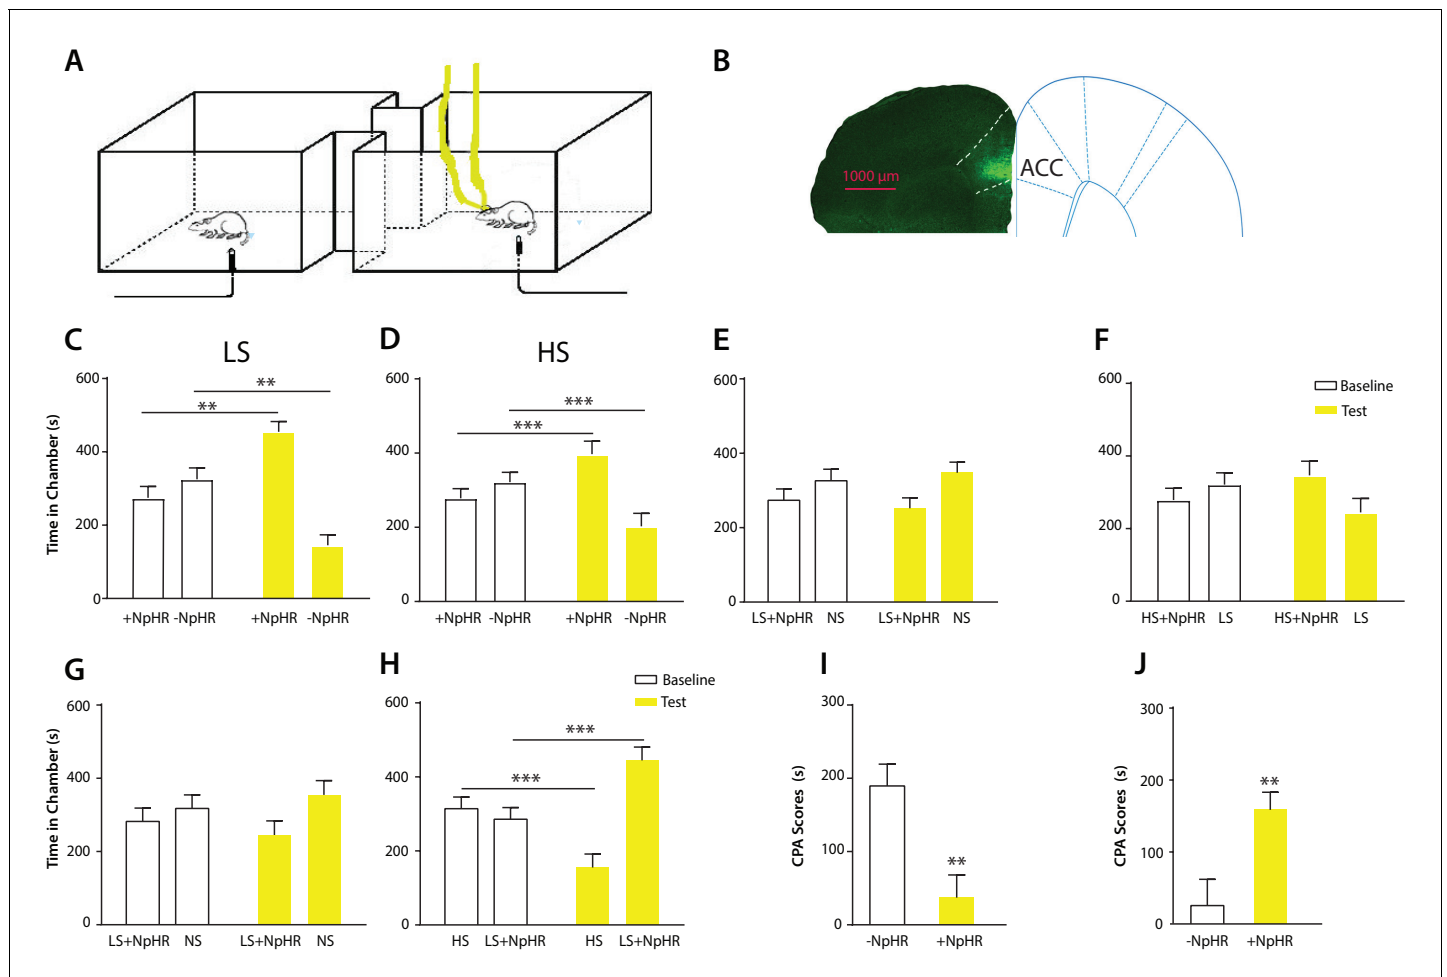 A
B
1000 μm
ACC
C
LS
D
HS
E
F
Time in Chamber (s)
600
400
200
0
**
**
+NpHR -NpHR +NpHR -NpHR
600
400
200
0
***
***
+NpHR -NpHR +NpHR -NpHR
600
400
200
0
LS+NpHR NS LS+NpHR NS
600
400
200
0
Baseline
Test
HS+NpHR LS HS+NpHR LS
G
H
I
J
Time in Chamber (s)
600
400
200
0
LS+NpHR NS LS+NpHR NS
Baseline
Test
600
400
200
0
***
***
HS LS+NpHR HS LS+NpHR
CPA Scores (s)
300
200
100
0
**
-NpHR +NpHR
CPA Scores (s)
300
200
100
0
**
-NpHR +NpHR